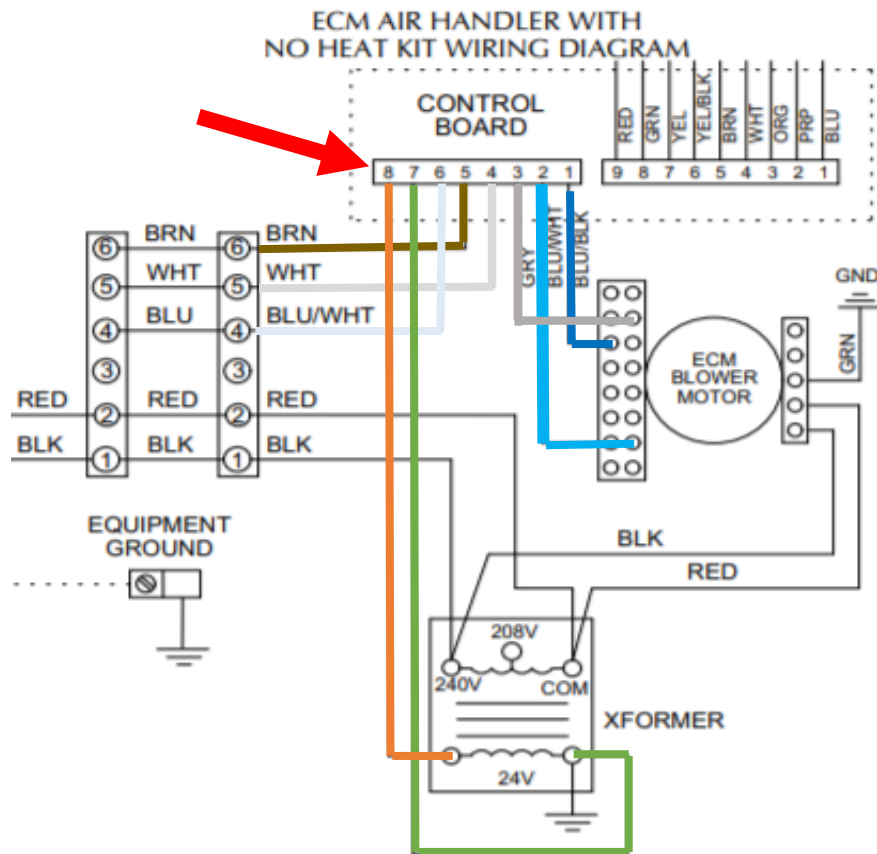 ECM AIR HANDLER WITH
NO HEAT KIT WIRING DIAGRAM
CONTROL
BOARD
RED
GRN
YEL
YEL/BLK
BRN
WHT
ORG
PRP
BLU
8 7 6 5 4 3 2 1
9 8 7 6 5 4 3 2 1
GRY
BLU/WHT
BLU/BLK
6 BRN 6 BRN
5 WHT 5 WHT
4 BLU 4 BLU/WHT
3 3
RED 2 RED 2 RED
BLK 1 BLK 1 BLK
GND
GRN
ECM
BLOWER
MOTOR
EQUIPMENT
GROUND
BLK
RED
208V
240V
COM
XFORMER
24V